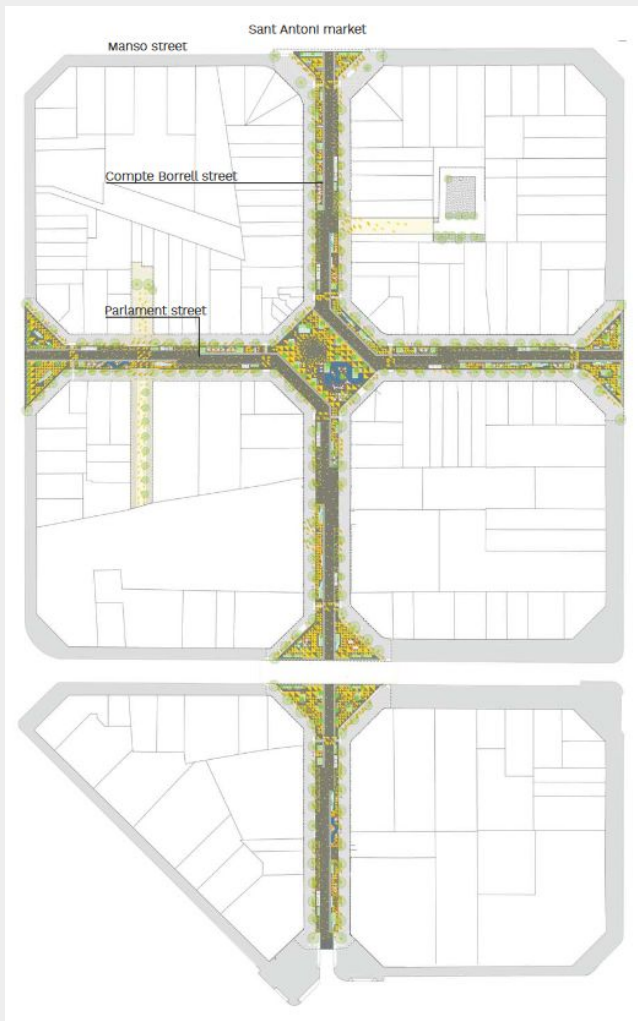 Sant Antoni market
Manso street
Compte Borrell street
Parlament street